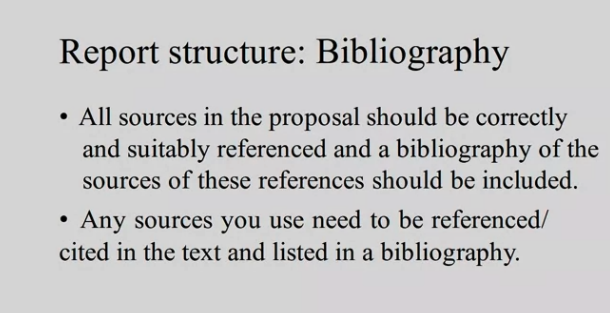 Report structure: Bibliography
• All sources in the proposal should be correctly
and suitably referenced and a bibliography of the
sources of these references should be included.
• Any sources you use need to be referenced/
cited in the text and listed in a bibliography.